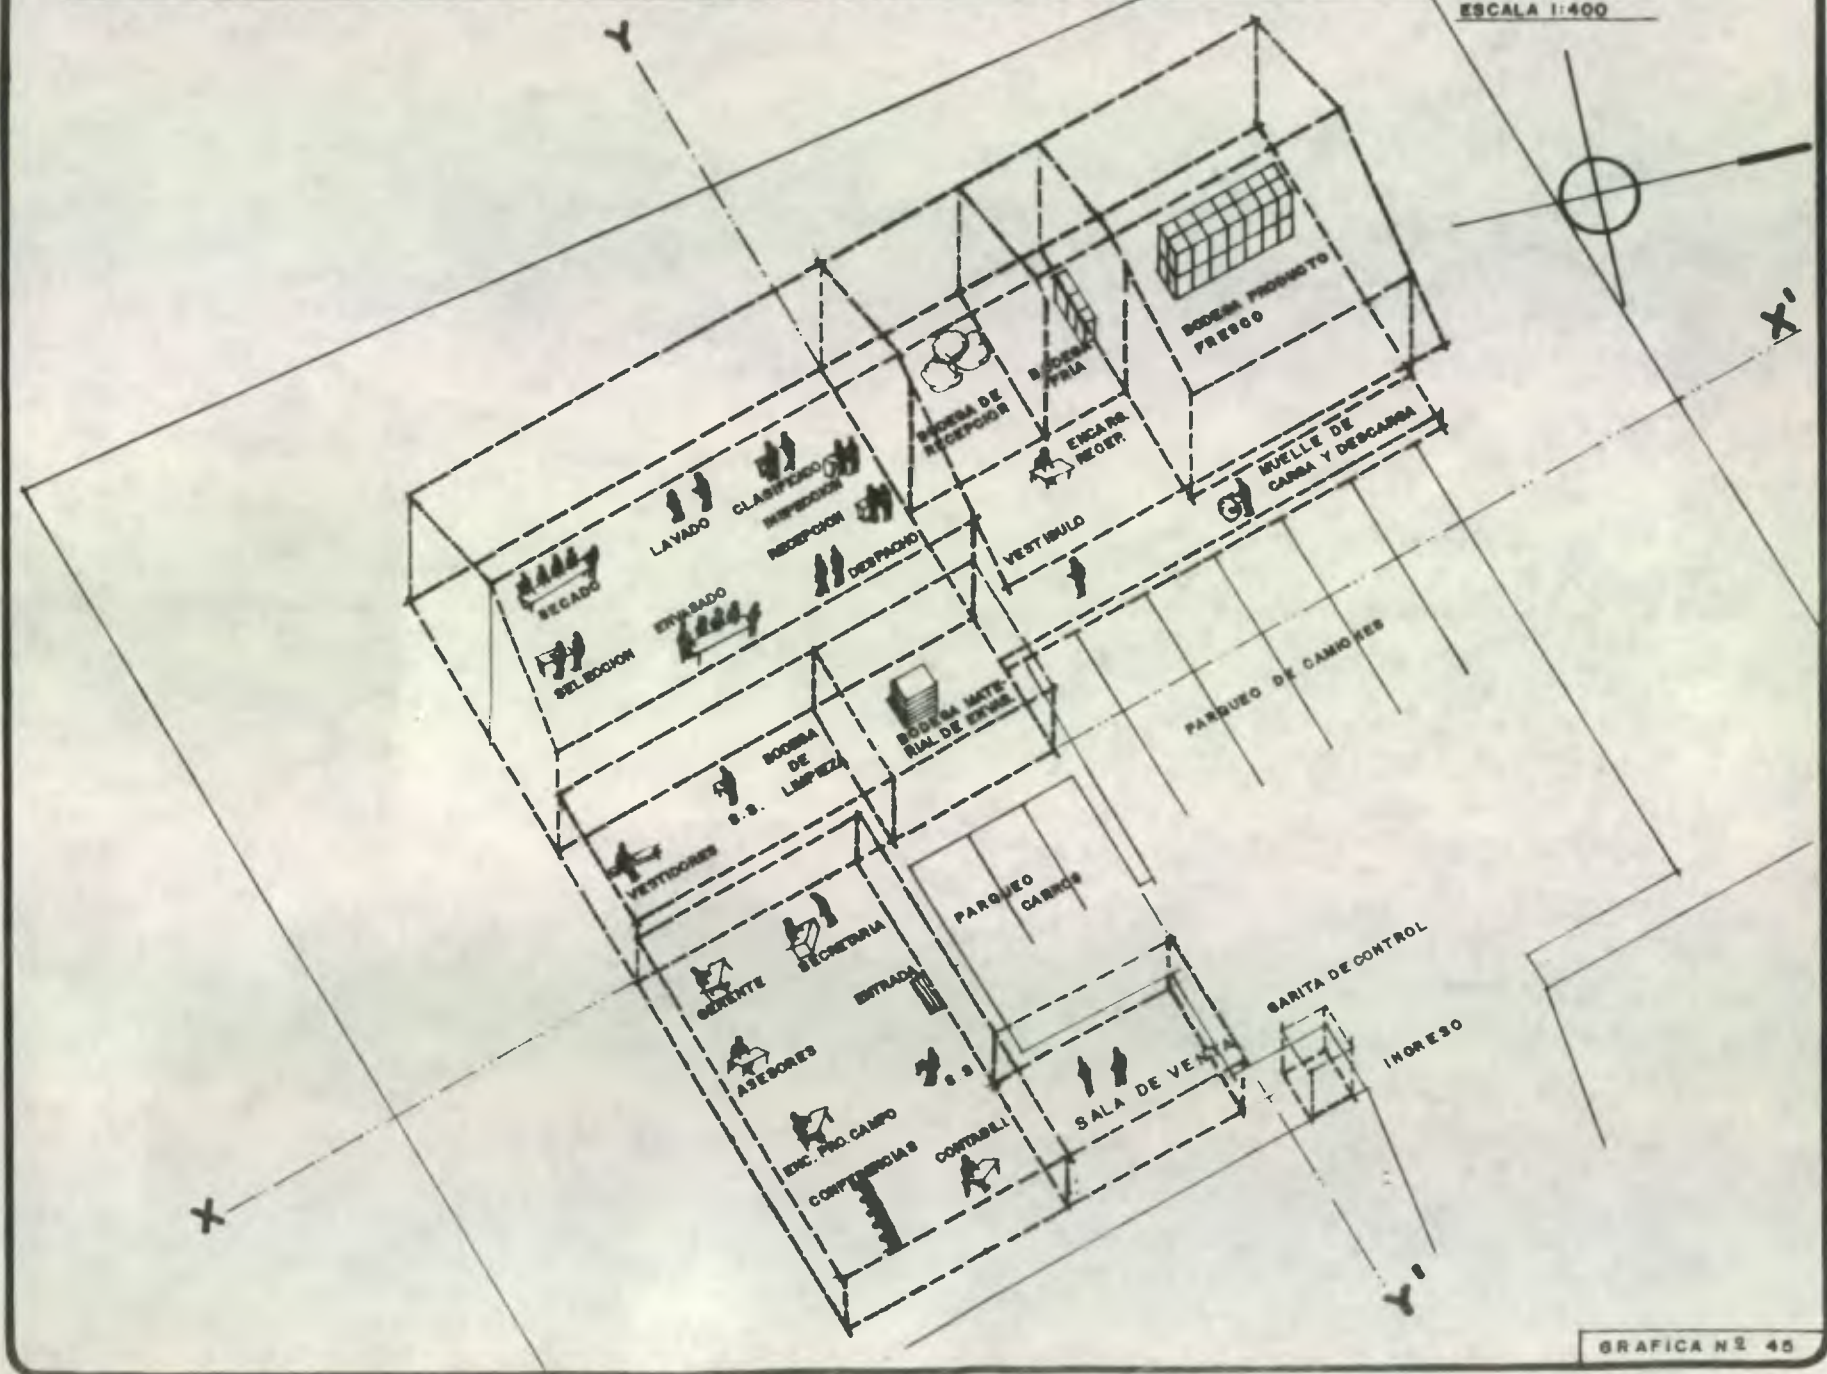 ESCALA 1:400
Y
X'
BODEGA PRODUCTO
FRESCO
BODEGA
FRIA
BODEGA DE
RECEPCION
ENCARG.
RECEP.
MUELLE DE
CARGA Y DESCARGA
CLASIFICADO
INSPECCION
LAVADO
RECEPCION
DESPACHO
VESTIBULO
SECADO
ENVASADO
SELECCION
PARQUEO DE CAMIONES
BODEGA MATE-
RIAL DE ENVAS.
BODEGA
DE
LIMPIEZA
S.S.
VESTIDORES
PARQUEO
CARROS
SECRETARIA
GERENTE
ENTRADA
GARITA DE CONTROL
INGRESO
ASESORES
S S
SALA DE VENTA
ENC. PRO. CAMPO
CONTABILI.
CONFERENCIAS
X
Y'
GRAFICA Nº 45